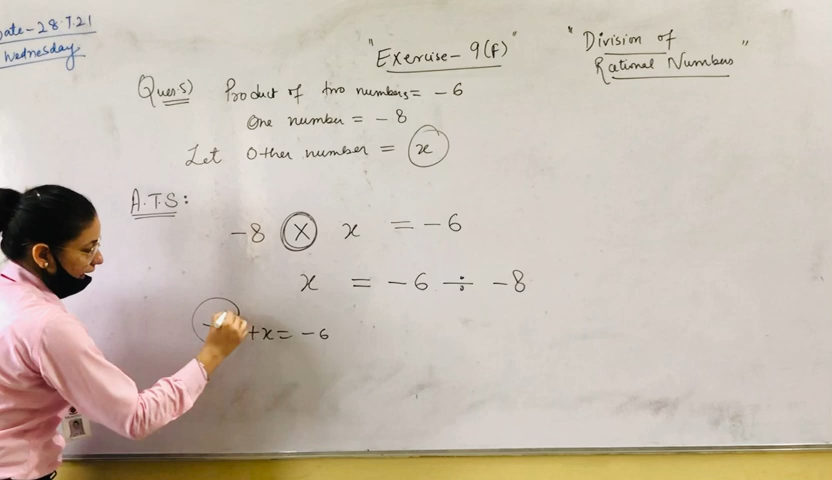 Date-28.7.21
Wednesday
"Exercise-9(f)"
"Division of
Rational Numbers"
Ques.5) Product of two numbers = -6
One number = -8
Let Other number = x
A.T.S:
-8 × x = -6
x = -6 ÷ -8
+x = -6